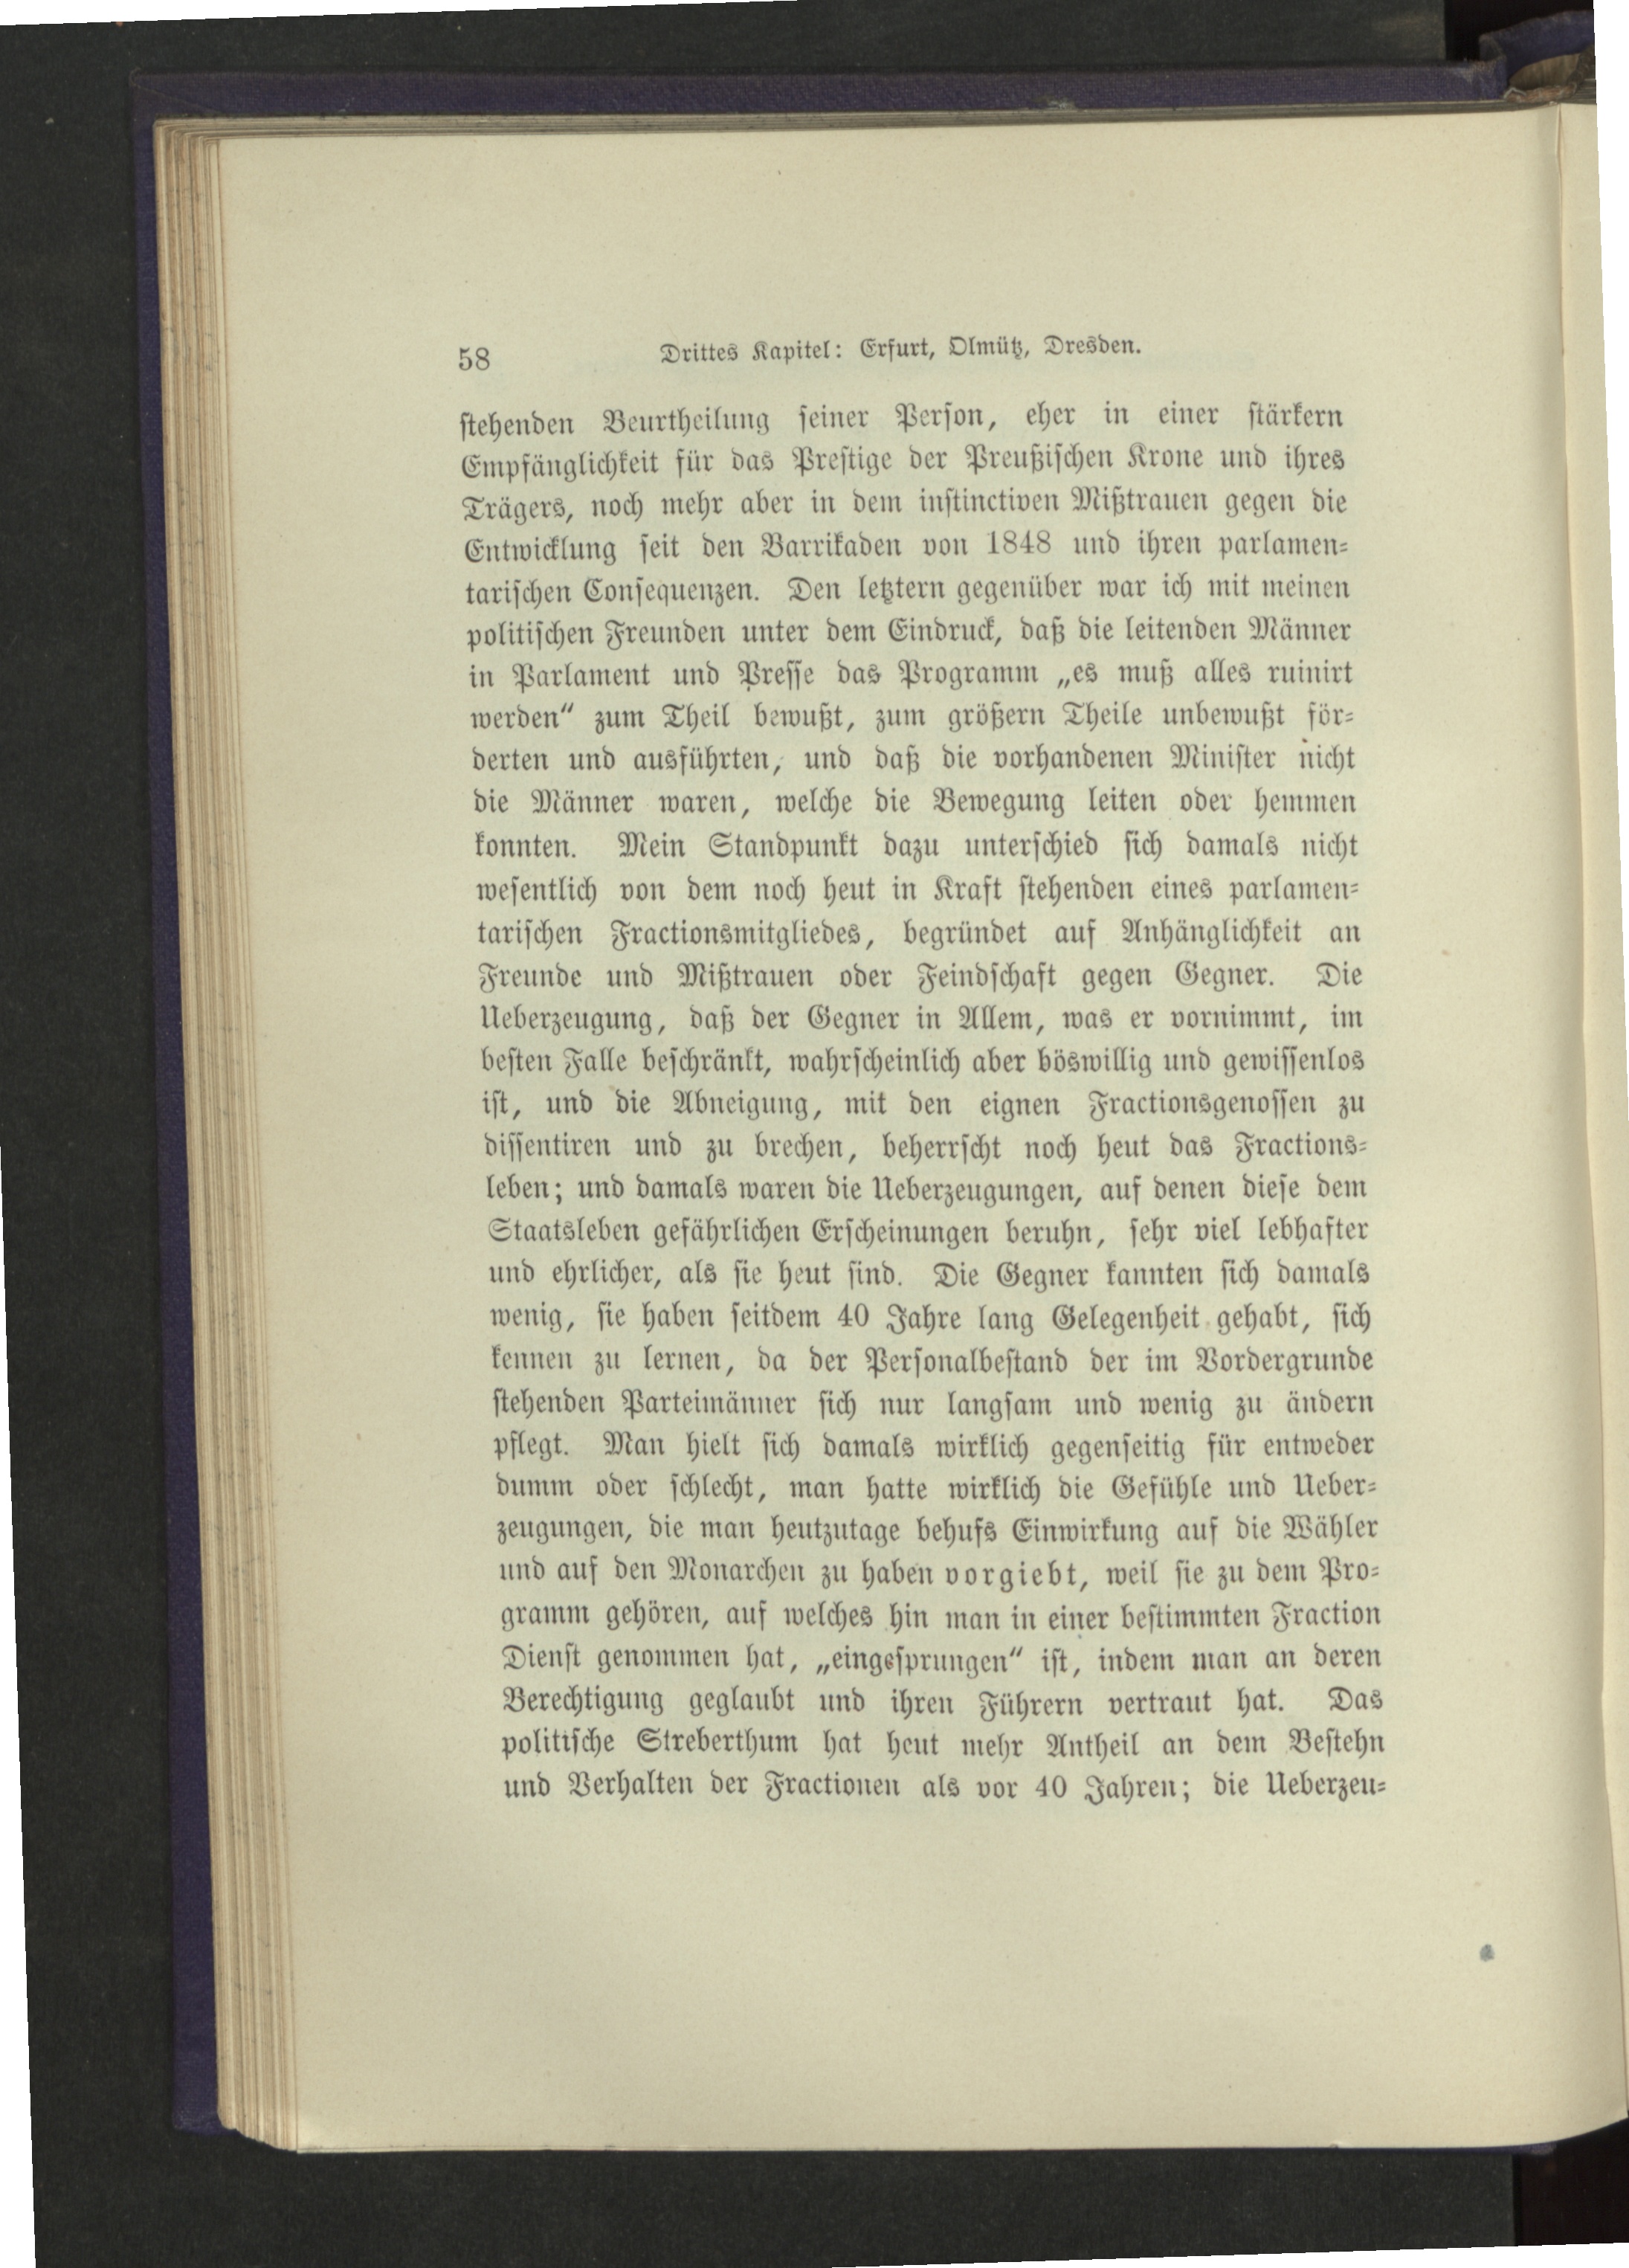 58 Drittes Kapitel: Erfurt, Olmütz, Dresden.
stehenden Beurtheilung seiner Person, eher in einer stärkern
Empfänglichkeit für das Prestige der Preußischen Krone und ihres
Trägers, noch mehr aber in dem instinctiven Mißtrauen gegen die
Entwicklung seit den Barrikaden von 1848 und ihren parlamen-
tarischen Consequenzen. Den letztern gegenüber war ich mit meinen
politischen Freunden unter dem Eindruck, daß die leitenden Männer
in Parlament und Presse das Programm „es muß alles ruinirt
werden“ zum Theil bewußt, zum größern Theile unbewußt för-
derten und ausführten, und daß die vorhandenen Minister nicht
die Männer waren, welche die Bewegung leiten oder hemmen
konnten. Mein Standpunkt dazu unterschied sich damals nicht
wesentlich von dem noch heut in Kraft stehenden eines parlamen-
tarischen Fractionsmitgliedes, begründet auf Anhänglichkeit an
Freunde und Mißtrauen oder Feindschaft gegen Gegner. Die
Ueberzeugung, daß der Gegner in Allem, was er vornimmt, im
besten Falle beschränkt, wahrscheinlich aber böswillig und gewissenlos
ist, und die Abneigung, mit den eignen Fractionsgenossen zu
dissentiren und zu brechen, beherrscht noch heut das Fractions-
leben; und damals waren die Ueberzeugungen, auf denen diese dem
Staatsleben gefährlichen Erscheinungen beruhn, sehr viel lebhafter
und ehrlicher, als sie heut sind. Die Gegner kannten sich damals
wenig, sie haben seitdem 40 Jahre lang Gelegenheit gehabt, sich
kennen zu lernen, da der Personalbestand der im Vordergrunde
stehenden Parteimänner sich nur langsam und wenig zu ändern
pflegt. Man hielt sich damals wirklich gegenseitig für entweder
dumm oder schlecht, man hatte wirklich die Gefühle und Ueber-
zeugungen, die man heutzutage behufs Einwirkung auf die Wähler
und auf den Monarchen zu haben vorgiebt, weil sie zu dem Pro-
gramm gehören, auf welches hin man in einer bestimmten Fraction
Dienst genommen hat, „eingesprungen“ ist, indem man an deren
Berechtigung geglaubt und ihren Führern vertraut hat. Das
politische Streberthum hat heut mehr Antheil an dem Bestehn
und Verhalten der Fractionen als vor 40 Jahren; die Ueberzeu-